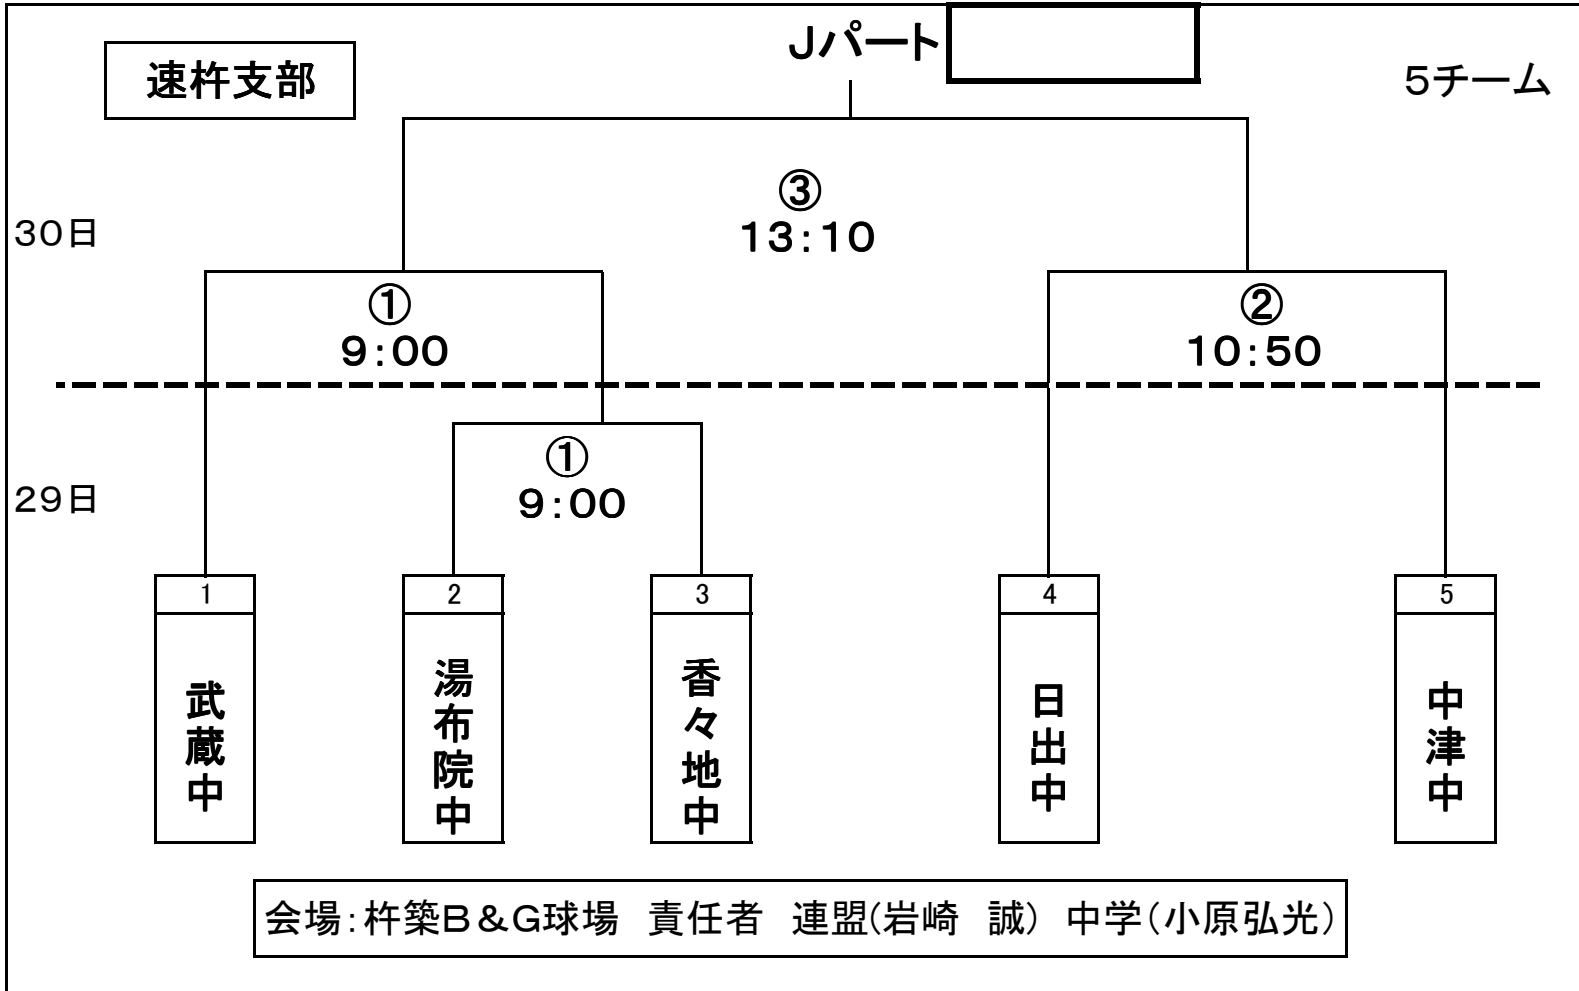 Jパート
速杵支部
5チーム
③
13:10
30日
①
9:00
②
10:50
①
9:00
29日
1
2
3
4
5
武蔵中
湯布院中
香々地中
日出中
中津中
会場:杵築B&G球場　責任者　連盟(岩崎　誠)　中学(小原弘光)